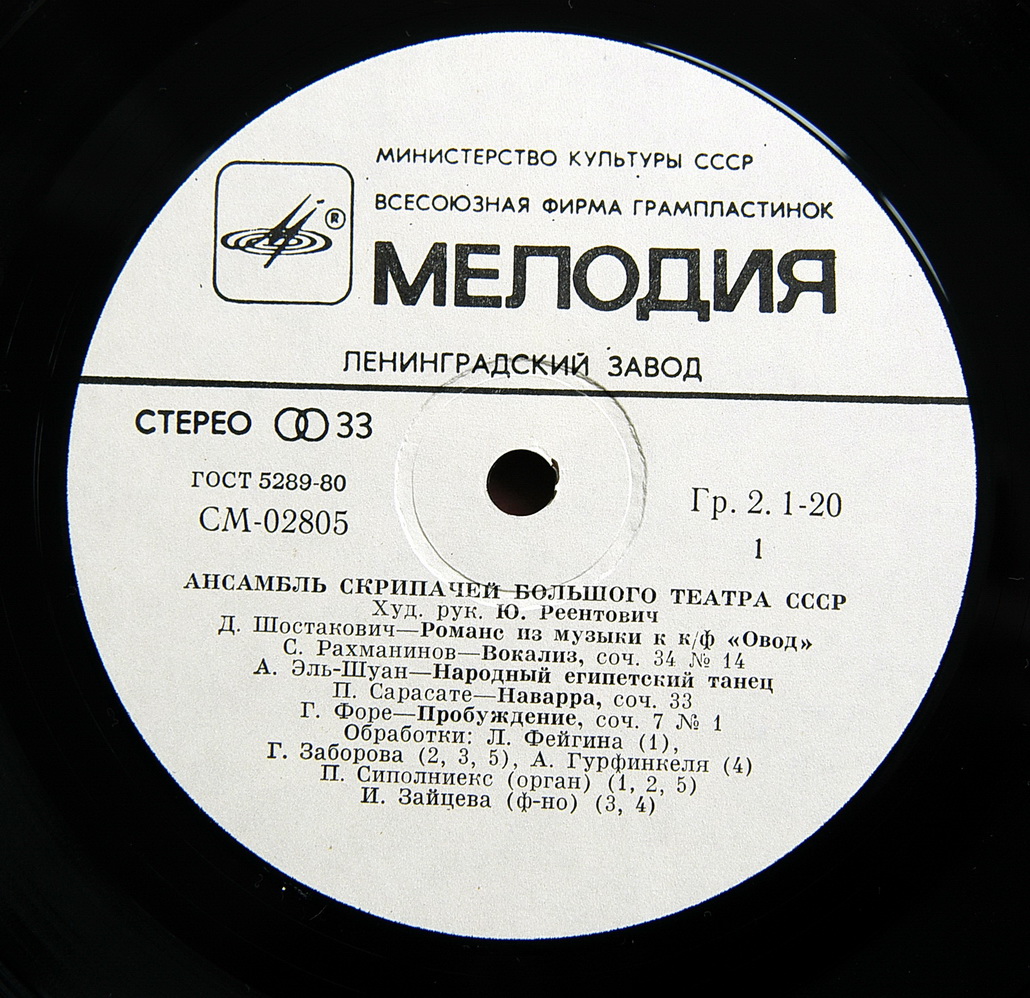 МИНИСТЕРСТВО КУЛЬТУРЫ СССР
ВСЕСОЮЗНАЯ ФИРМА ГРАМПЛАСТИНОК
®
МЕЛОДИЯ
ЛЕНИНГРАДСКИЙ ЗАВОД
СТЕРЕО 33
ГОСТ 5289-80
СМ-02805
Гр. 2. 1-20
1
АНСАМБЛЬ СКРИПАЧЕЙ БОЛЬШОГО ТЕАТРА СССР
Худ. рук. Ю. Реентович
Д. Шостакович—Романс из музыки к к/ф «Овод»
С. Рахманинов—Вокализ, соч. 34 № 14
А. Эль-Шуан—Народный египетский танец
П. Сарасате—Наварра, соч. 33
Г. Форе—Пробуждение, соч. 7 № 1
Обработки: Л. Фейгина (1),
Г. Заборова (2, 3, 5), А. Гурфинкеля (4)
П. Сиполниекс (орган) (1, 2, 5)
И. Зайцева (ф-но) (3, 4)